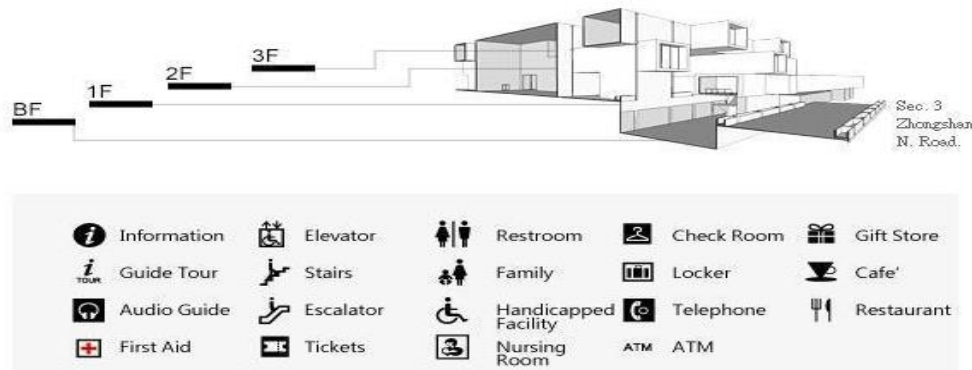 3F
2F
1F
BF
Sec. 3
Zhongshan
N. Road.
Information
Elevator
Restroom
Check Room
Gift Store
i TOUR Guide Tour
Stairs
Family
Locker
Cafe'
Audio Guide
Escalator
Handicapped
Facility
Telephone
Restaurant
First Aid
Tickets
Nursing
Room
ATM ATM